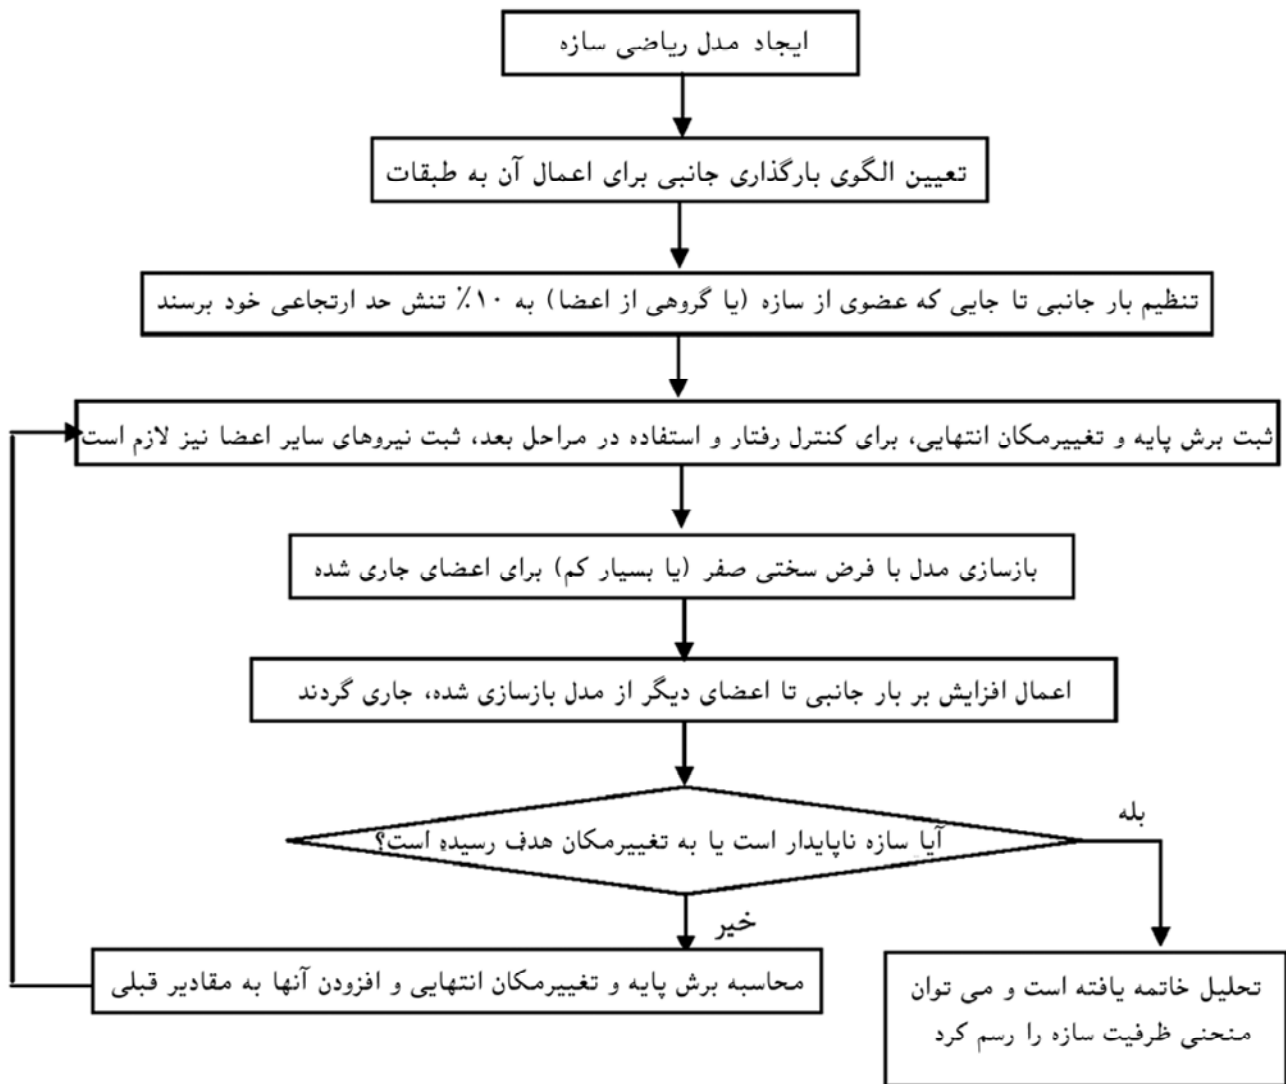 ایجاد مدل ریاضی سازه
تعیین الگوی بارگذاری جانبی برای اعمال آن به طبقات
تنظیم بار جانبی تا جایی که عضوی از سازه (یا گروهی از اعضا) به ۱۰٪ تنش حد ارتجاعی خود برسند
ثبت برش پایه و تغییرمکان انتهایی، برای کنترل رفتار و استفاده در مراحل بعد، ثبت نیروهای سایر اعضا نیز لازم است
بازسازی مدل با فرض سختی صفر (یا بسیار کم) برای اعضای جاری شده
اعمال افزایش بر بار جانبی تا اعضای دیگر از مدل بازسازی شده، جاری گردند
آیا سازه ناپایدار است یا به تغییرمکان هدف رسیده است؟
بله
خیر
محاسبه برش پایه و تغییرمکان انتهایی و افزودن آنها به مقادیر قبلی
تحلیل خاتمه یافته است و می توان
منحنی ظرفیت سازه را رسم کرد